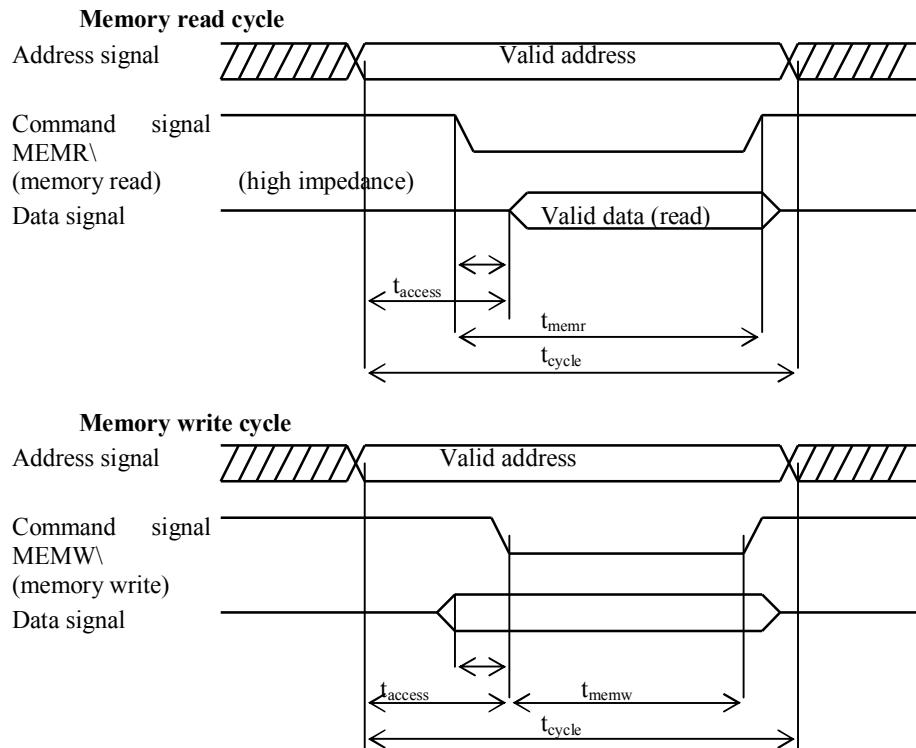 Memory read cycle
Address signal
Valid address
Command signal
MEMR\
(memory read)
(high impedance)
Data signal
Valid data (read)
taccess
tmemr
tcycle
Memory write cycle
Address signal
Valid address
Command signal
MEMW\
(memory write)
Data signal
taccess
tmemw
tcycle